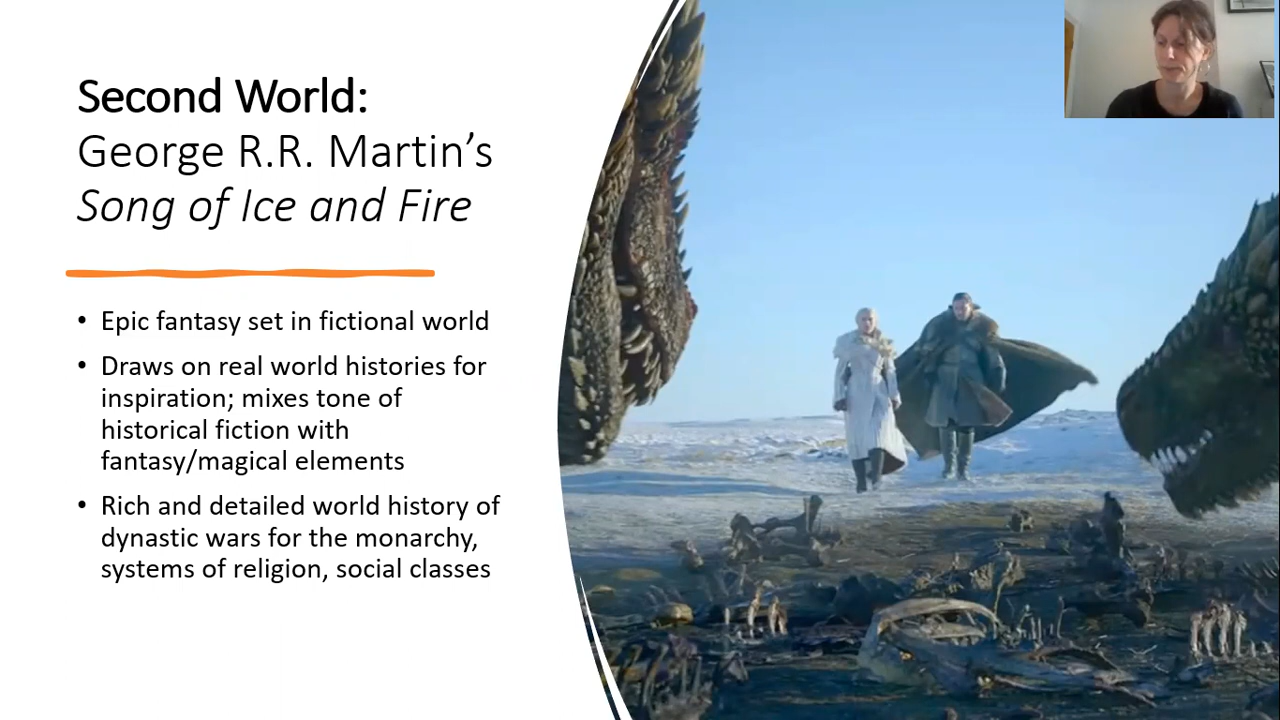 Second World:
George R.R. Martin's
Song of Ice and Fire
• Epic fantasy set in fictional world
• Draws on real world histories for
inspiration; mixes tone of
historical fiction with
fantasy/magical elements
• Rich and detailed world history of
dynastic wars for the monarchy,
systems of religion, social classes